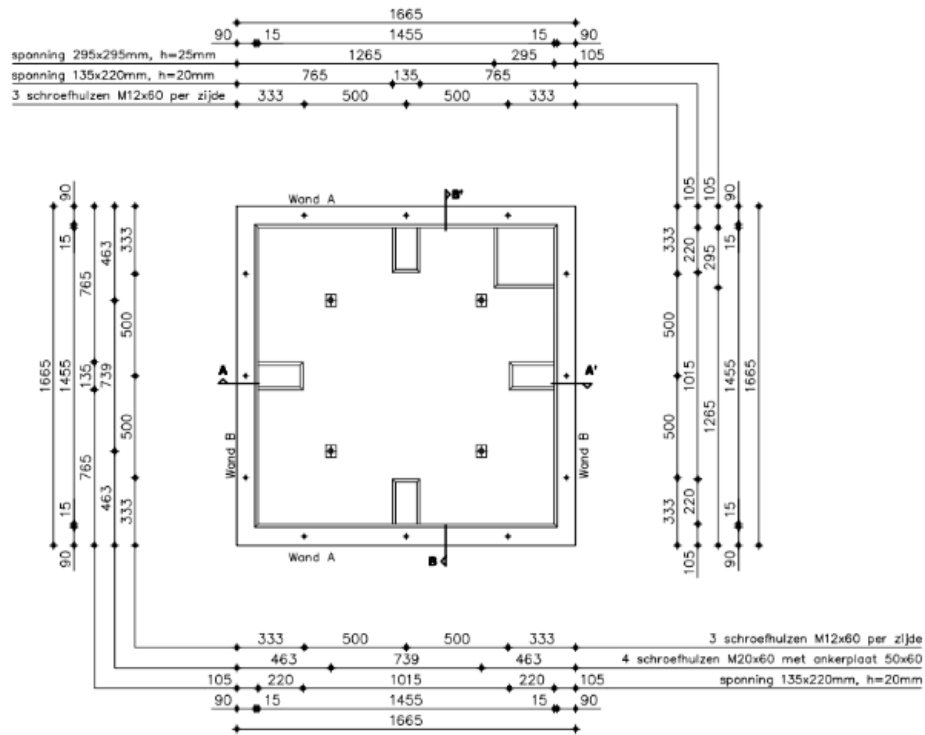 1665
90 15 1455 15 90
sponning 295x295mm, h=25mm 1265 295 105
sponning 135x220mm, h=20mm 765 135 765
3 schroefhulzen M12x60 per zijde 333 500 500 333
90 105 105 90
Wand A B'
15 765 463 333 333 220 295 15
500 500
A A'
1665 1455 135 739 1015 1265 1455 1665
Wand B Wand B
500 500
15 765 463 333 333 220 15
90 Wand A B 105 90
333 500 500 333 3 schroefhulzen M12x60 per zijde
463 739 463 4 schroefhulzen M20x60 met ankerplaat 50x60
105 220 1015 220 105 sponning 135x220mm, h=20mm
90 15 1455 15 90
1665